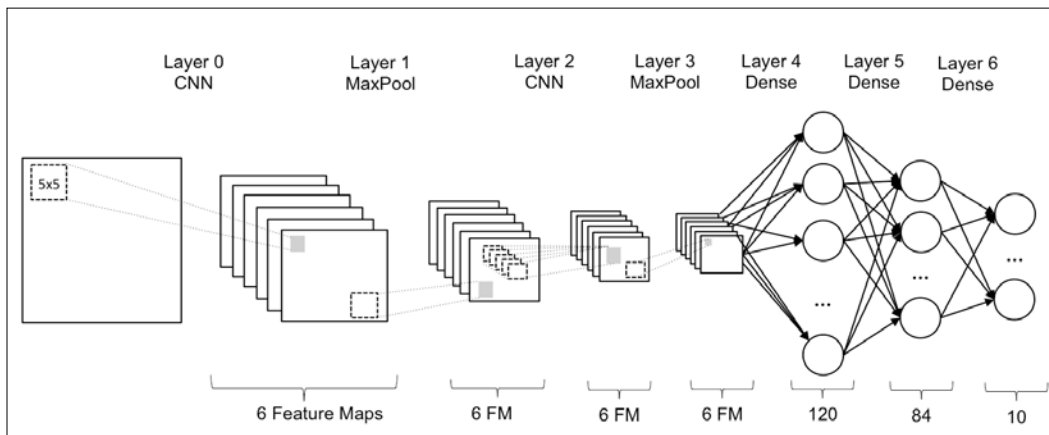 Layer 0
CNN
Layer 1
MaxPool
Layer 2
CNN
Layer 3
MaxPool
Layer 4
Dense
Layer 5
Dense
Layer 6
Dense
5x5
...
...
...
6 Feature Maps
6 FM
6 FM
6 FM
120
84
10